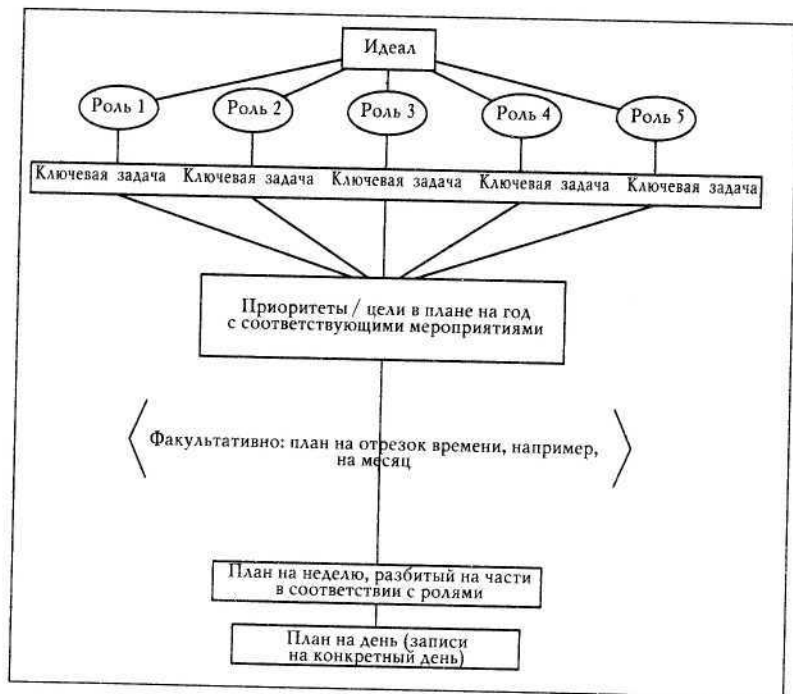 Идеал
Роль 1 Роль 2 Роль 3 Роль 4 Роль 5
Ключевая задача Ключевая задача Ключевая задача Ключевая задача Ключевая задача
Приоритеты / цели в плане на год
с соответствующими мероприятиями
Факультативно: план на отрезок времени, например,
на месяц
План на неделю, разбитый на части
в соответствии с ролями
План на день (записи
на конкретный день)